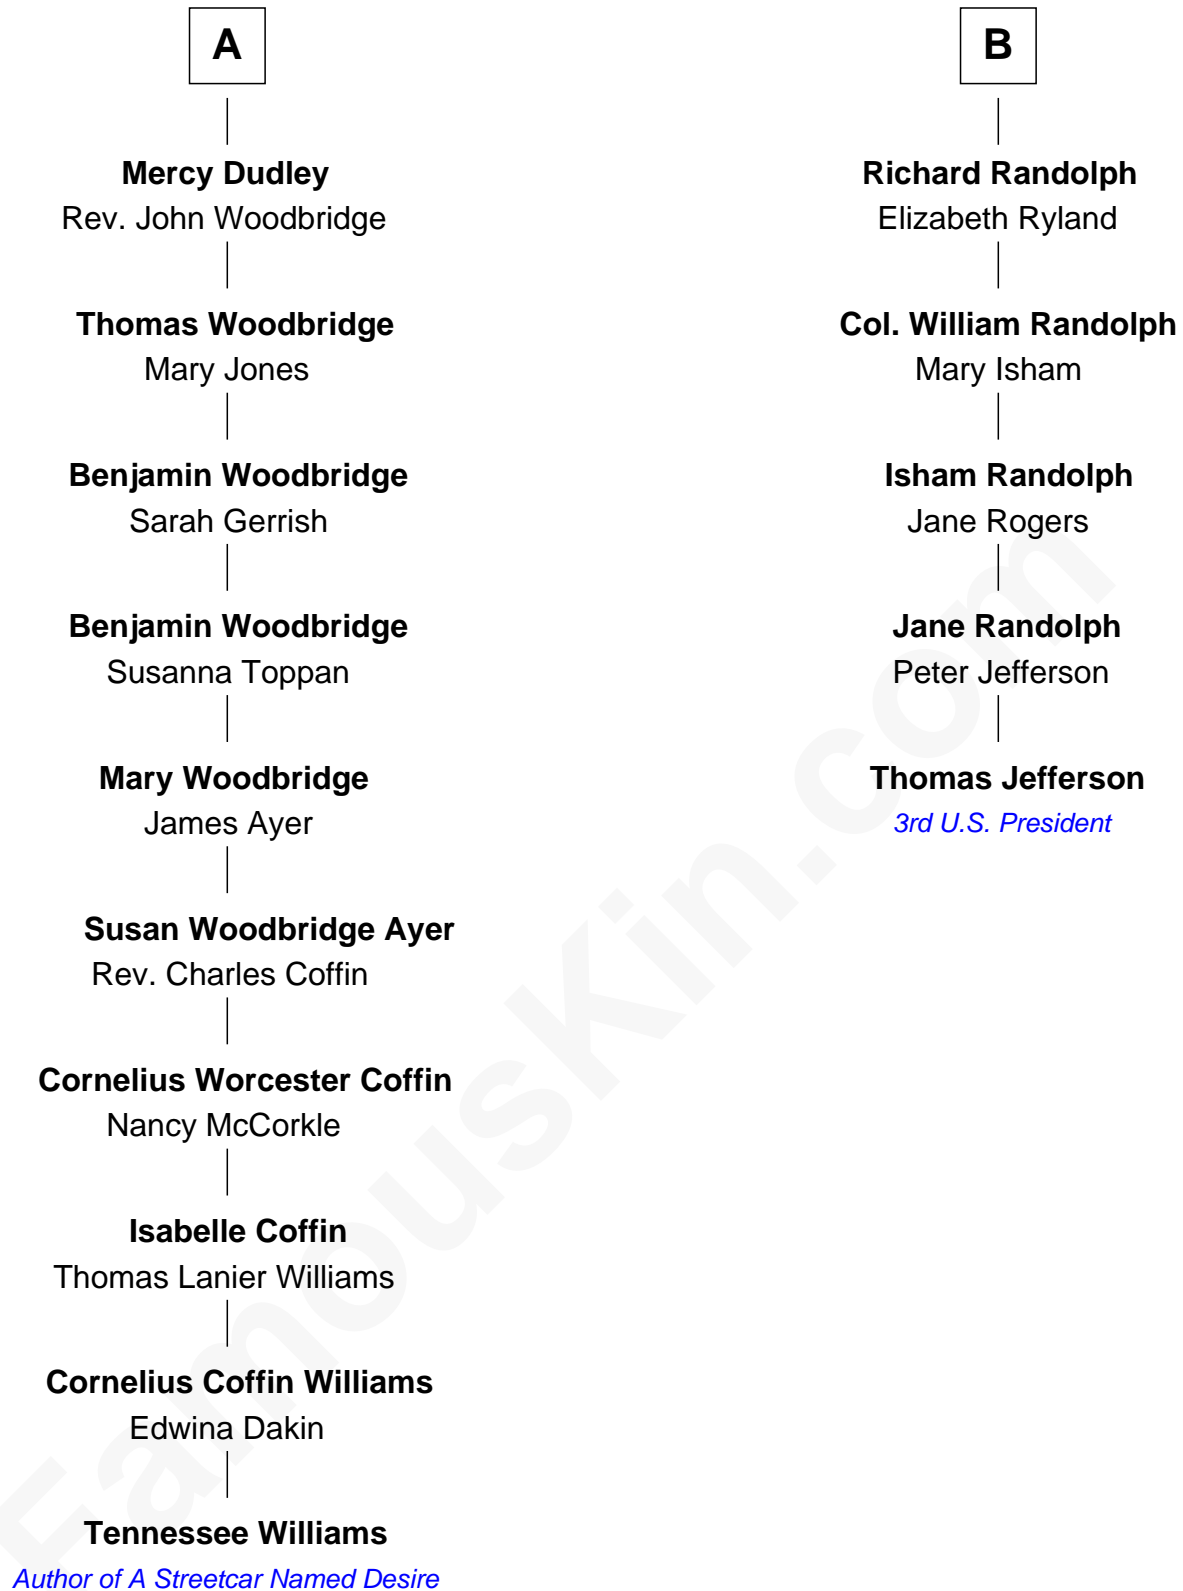 A
Mercy Dudley
Rev. John Woodbridge
Thomas Woodbridge
Mary Jones
Benjamin Woodbridge
Sarah Gerrish
Benjamin Woodbridge
Susanna Toppan
Mary Woodbridge
James Ayer
Susan Woodbridge Ayer
Rev. Charles Coffin
Cornelius Worcester Coffin
Nancy McCorkle
Isabelle Coffin
Thomas Lanier Williams
Cornelius Coffin Williams
Edwina Dakin
Tennessee Williams
Author of A Streetcar Named Desire
B
Richard Randolph
Elizabeth Ryland
Col. William Randolph
Mary Isham
Isham Randolph
Jane Rogers
Jane Randolph
Peter Jefferson
Thomas Jefferson
3rd U.S. President
FamousKin.com